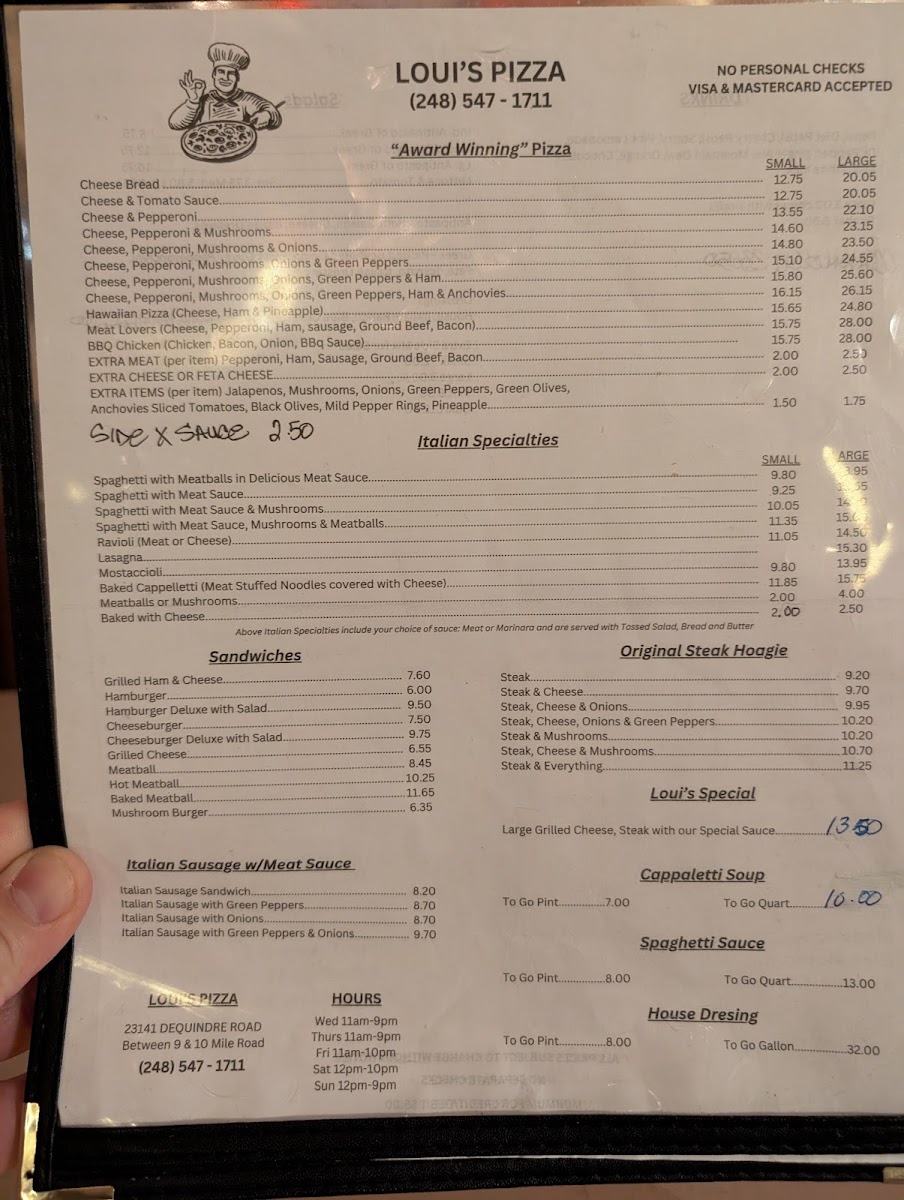 LOUI'S PIZZA
(248) 547 - 1711
NO PERSONAL CHECKS
VISA & MASTERCARD ACCEPTED
"Award Winning" Pizza
SMALL LARGE
Cheese Bread 12.75 20.05
Cheese & Tomato Sauce 12.75 20.05
Cheese & Pepperoni 13.55 22.10
Cheese, Pepperoni & Mushrooms 14.60 23.15
Cheese, Pepperoni, Mushrooms & Onions 14.80 23.50
Cheese, Pepperoni, Mushrooms, Onions & Green Peppers 15.10 24.55
Cheese, Pepperoni, Mushrooms, Onions, Green Peppers & Ham 15.80 25.60
Cheese, Pepperoni, Mushrooms, Onions, Green Peppers, Ham & Anchovies 16.15 26.15
Hawaiian Pizza (Cheese, Ham & Pineapple) 15.65 24.80
Meat Lovers (Cheese, Pepperoni, Ham, sausage, Ground Beef, Bacon) 15.75 28.00
BBQ Chicken (Chicken, Bacon, Onion, BBq Sauce) 15.75 28.00
EXTRA MEAT (per item) Pepperoni, Ham, Sausage, Ground Beef, Bacon 2.00 2.50
EXTRA CHEESE OR FETA CHEESE 2.00 2.50
EXTRA ITEMS (per item) Jalapenos, Mushrooms, Onions, Green Peppers, Green Olives,
Anchovies Sliced Tomatoes, Black Olives, Mild Pepper Rings, Pineapple 1.50 1.75
SIDE X SAUCE 2.50
Italian Specialties
SMALL LARGE
Spaghetti with Meatballs in Delicious Meat Sauce 9.80
Spaghetti with Meat Sauce 9.25
Spaghetti with Meat Sauce & Mushrooms 10.05
Spaghetti with Meat Sauce, Mushrooms & Meatballs 11.35
Ravioli (Meat or Cheese) 11.05 14.50
Lasagna 15.30
Mostaccioli 9.80 13.95
Baked Cappelletti (Meat Stuffed Noodles covered with Cheese) 11.85 15.75
Meatballs or Mushrooms 2.00 4.00
Baked with Cheese 2.00 2.50
Above Italian Specialties include your choice of sauce: Meat or Marinara and are served with Tossed Salad, Bread and Butter
Sandwiches
Grilled Ham & Cheese 7.60
Hamburger 6.00
Hamburger Deluxe with Salad 9.50
Cheeseburger 7.50
Cheeseburger Deluxe with Salad 9.75
Grilled Cheese 6.55
Meatball 8.45
Hot Meatball 10.25
Baked Meatball 11.65
Mushroom Burger 6.35
Italian Sausage w/Meat Sauce
Italian Sausage Sandwich 8.20
Italian Sausage with Green Peppers 8.70
Italian Sausage with Onions 8.70
Italian Sausage with Green Peppers & Onions 9.70
Original Steak Hoagie
Steak 9.20
Steak & Cheese 9.70
Steak, Cheese & Onions 9.95
Steak, Cheese, Onions & Green Peppers 10.20
Steak & Mushrooms 10.20
Steak, Cheese & Mushrooms 10.70
Steak & Everything 11.25
Loui's Special
Large Grilled Cheese, Steak with our Special Sauce 13 50
Cappaletti Soup
To Go Pint 7.00 To Go Quart 10.00
Spaghetti Sauce
To Go Pint 8.00 To Go Quart 13.00
House Dresing
To Go Pint 8.00 To Go Gallon 32.00
LOUI'S PIZZA
23141 DEQUINDRE ROAD
Between 9 & 10 Mile Road
(248) 547 - 1711
HOURS
Wed 11am-9pm
Thurs 11am-9pm
Fri 11am-10pm
Sat 12pm-10pm
Sun 12pm-9pm